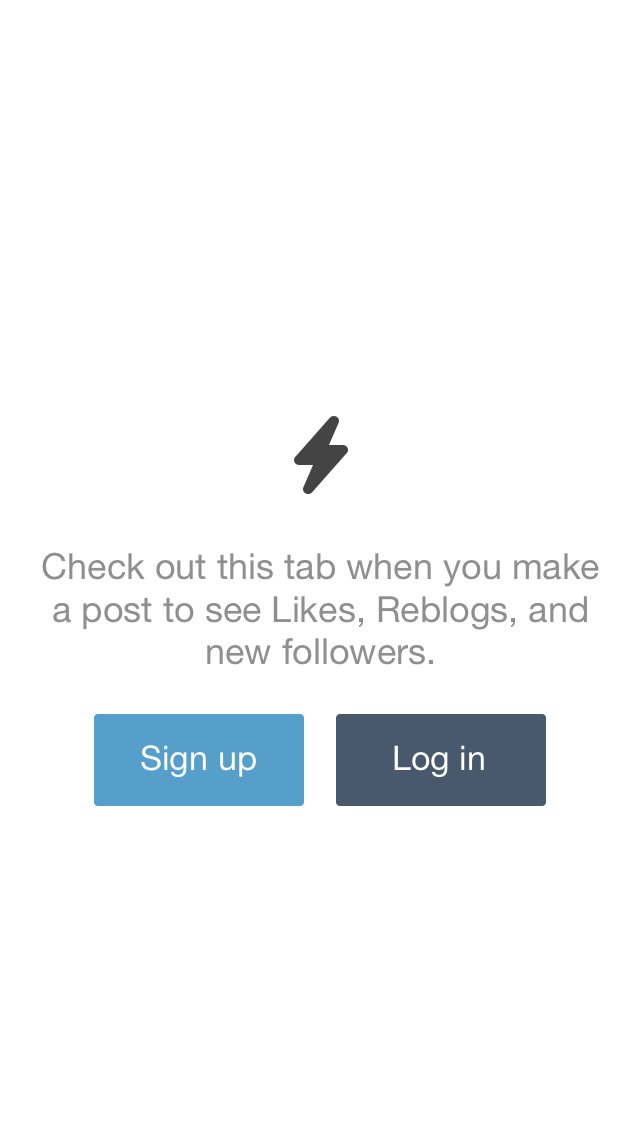 Check out this tab when you make
a post to see Likes, Reblogs, and
new followers.
Sign up
Log in